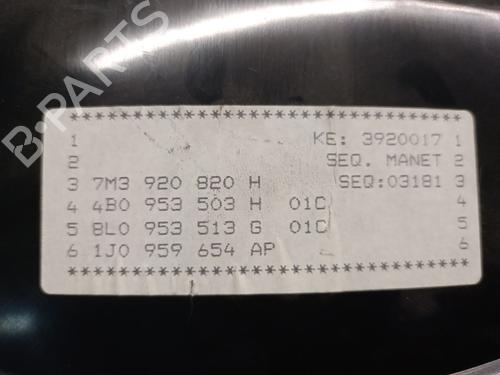 B-PARTS
*************************************
1 KE: 3920017 1
2 SEQ. MANET 2
3 7M3 920 820 H SEQ:03181 3
4 4B0 953 503 H 01C 4
5 8L0 953 513 G 01C 5
6 1J0 959 654 AP 6
*************************************